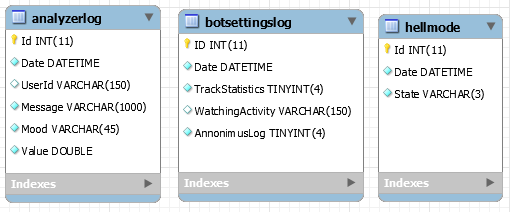 analyzerlog
Id INT(11)
Date DATETIME
UserId VARCHAR(150)
Message VARCHAR(1000)
Mood VARCHAR(45)
Value DOUBLE
Indexes
botsettingslog
ID INT(11)
Date DATETIME
TrackStatistics TINYINT(4)
WatchingActivity VARCHAR(150)
AnnonimusLog TINYINT(4)
Indexes
hellmode
Id INT(11)
Date DATETIME
State VARCHAR(3)
Indexes